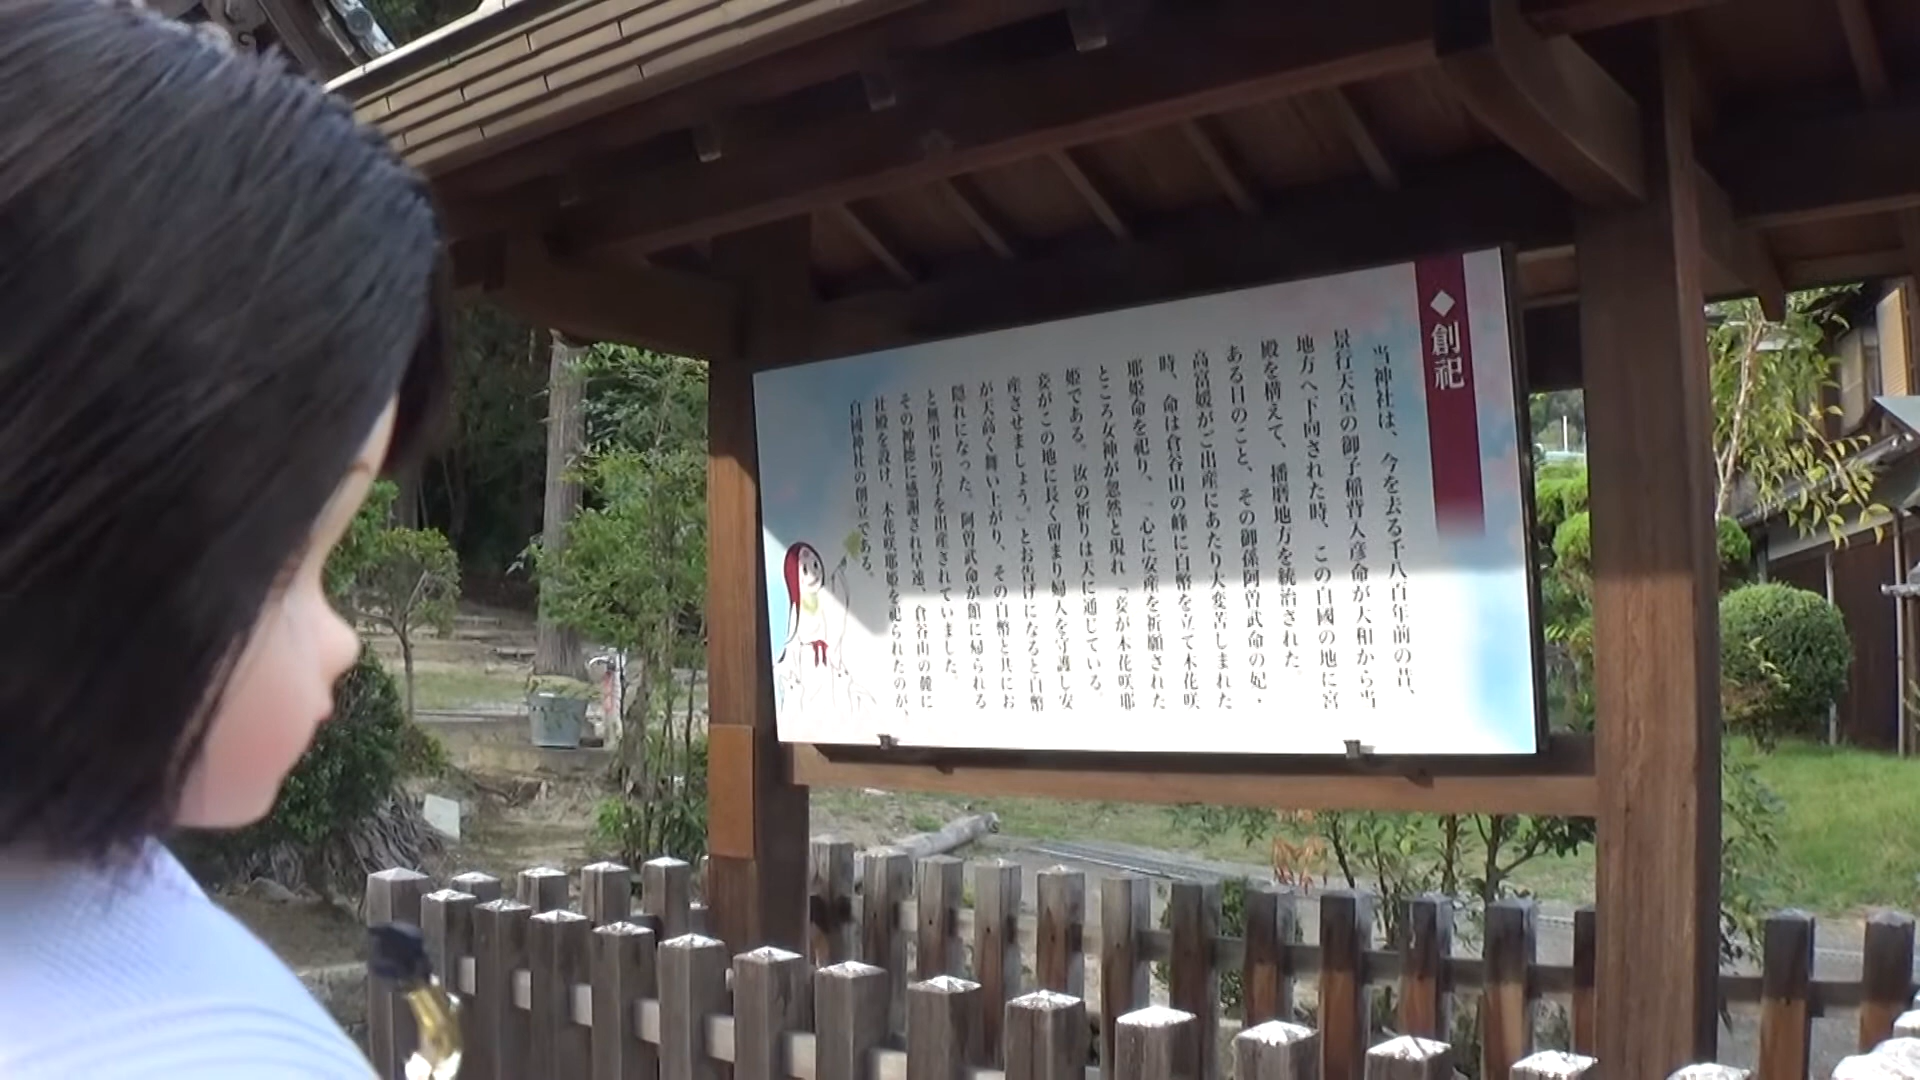 ◆創祀
当神社は、今を去る千八百年前の昔、
景行天皇の御子稲背入彦命が大和から当
地方へ下向された時、この白國の地に宮
殿を構えて、播磨地方を統治された。
ある日のこと、その御孫阿曽武命の妃・
高富媛がご出産にあたり大変苦しまれた
時、命は倉谷山の峰に白幣を立て木花咲
耶姫命を祀り、一心に安産を祈願された
ところ女神が忽然と現れ「妾が木花咲耶
姫である。汝の祈りは天に通じている。
妾がこの地に長く留まり婦人を守護し安
産させましょう。」とお告げになると白幣
が天高く舞い上がり、その白幣と共にお
隠れになった。阿曽武命が館に帰られる
と無事に男子を出産されていました。
その神徳に感謝され早速、倉谷山の麓に
社殿を設け、木花咲耶姫を祀られたのが、
白國神社の創立である。